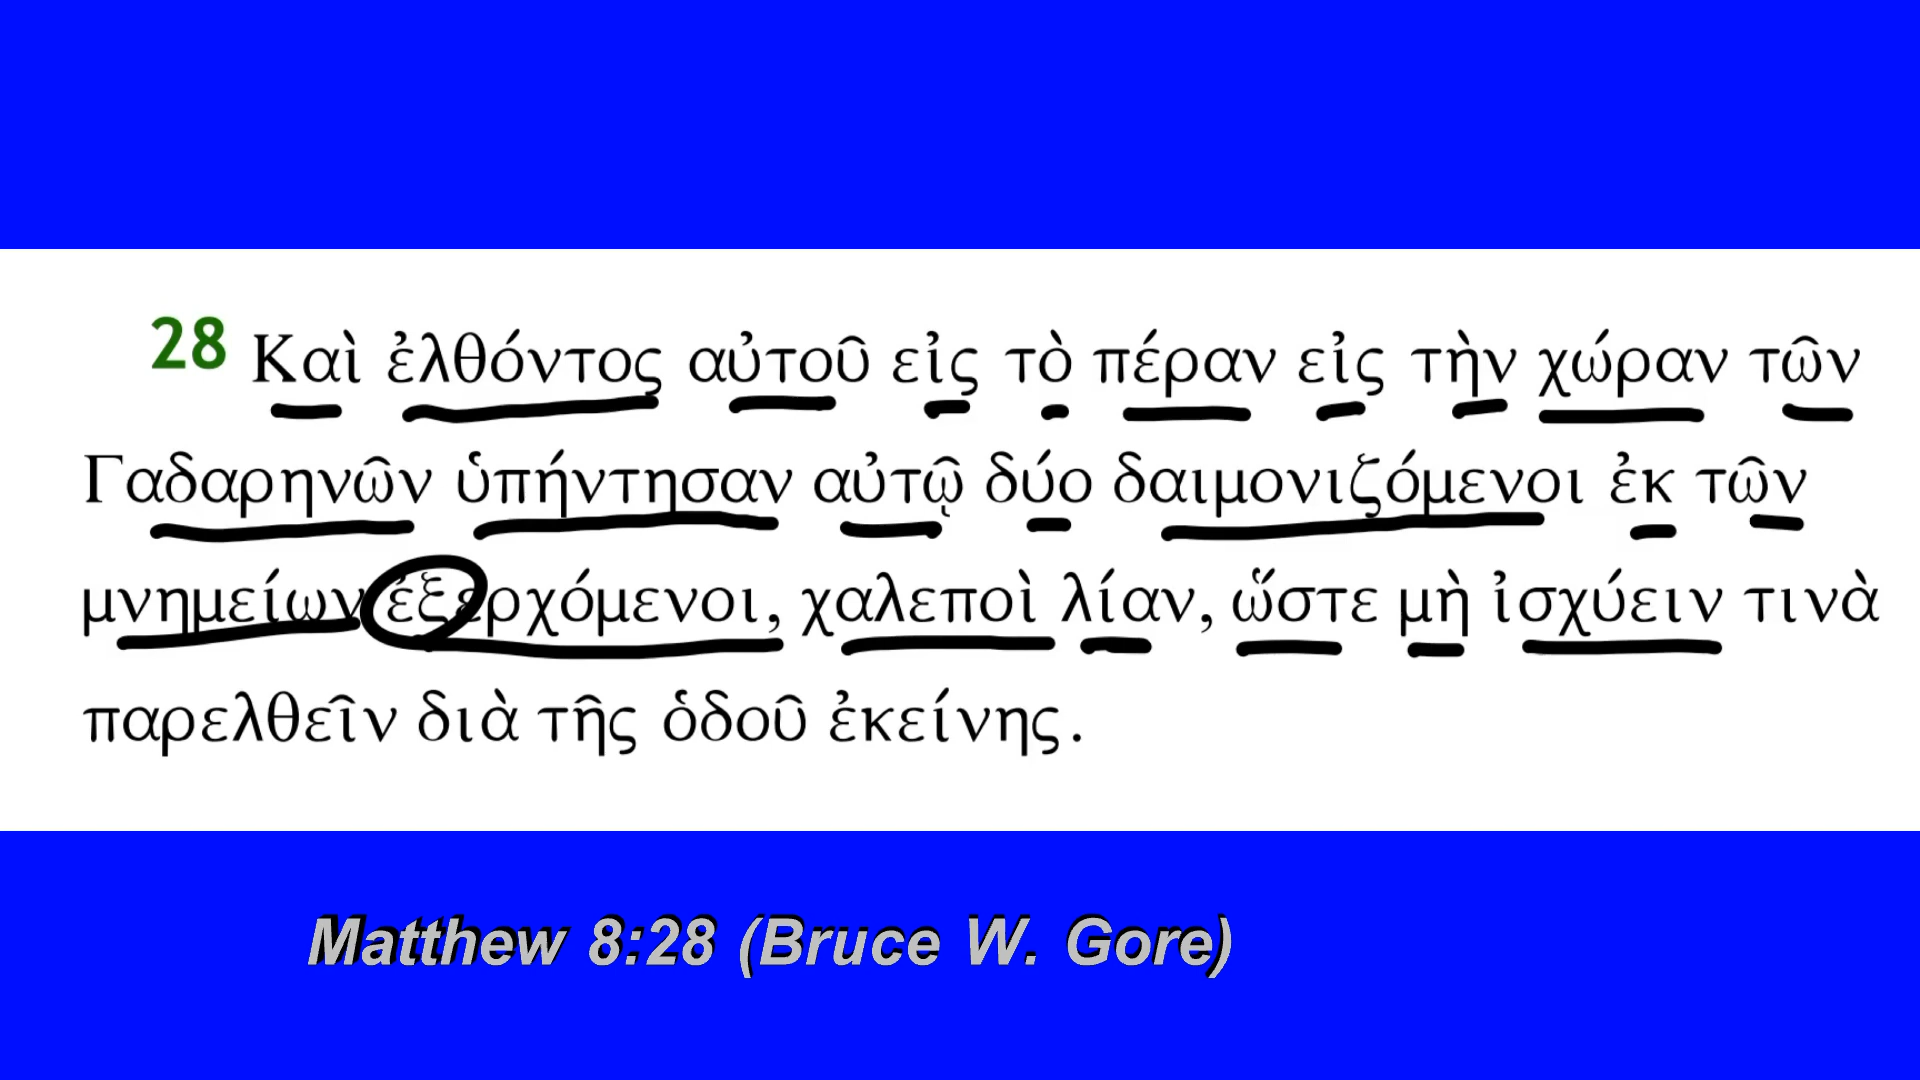 28 Καὶ ἐλθόντος αὐτοῦ εἰς τὸ πέραν εἰς τὴν χώραν τῶν
Γαδαρηνῶν ὑπήντησαν αὐτῷ δύο δαιμονιζόμενοι ἐκ τῶν
μνημείων ἐξερχόμενοι, χαλεποὶ λίαν, ὥστε μὴ ἰσχύειν τινὰ
παρελθεῖν διὰ τῆς ὁδοῦ ἐκείνης.
Matthew 8:28 (Bruce W. Gore)